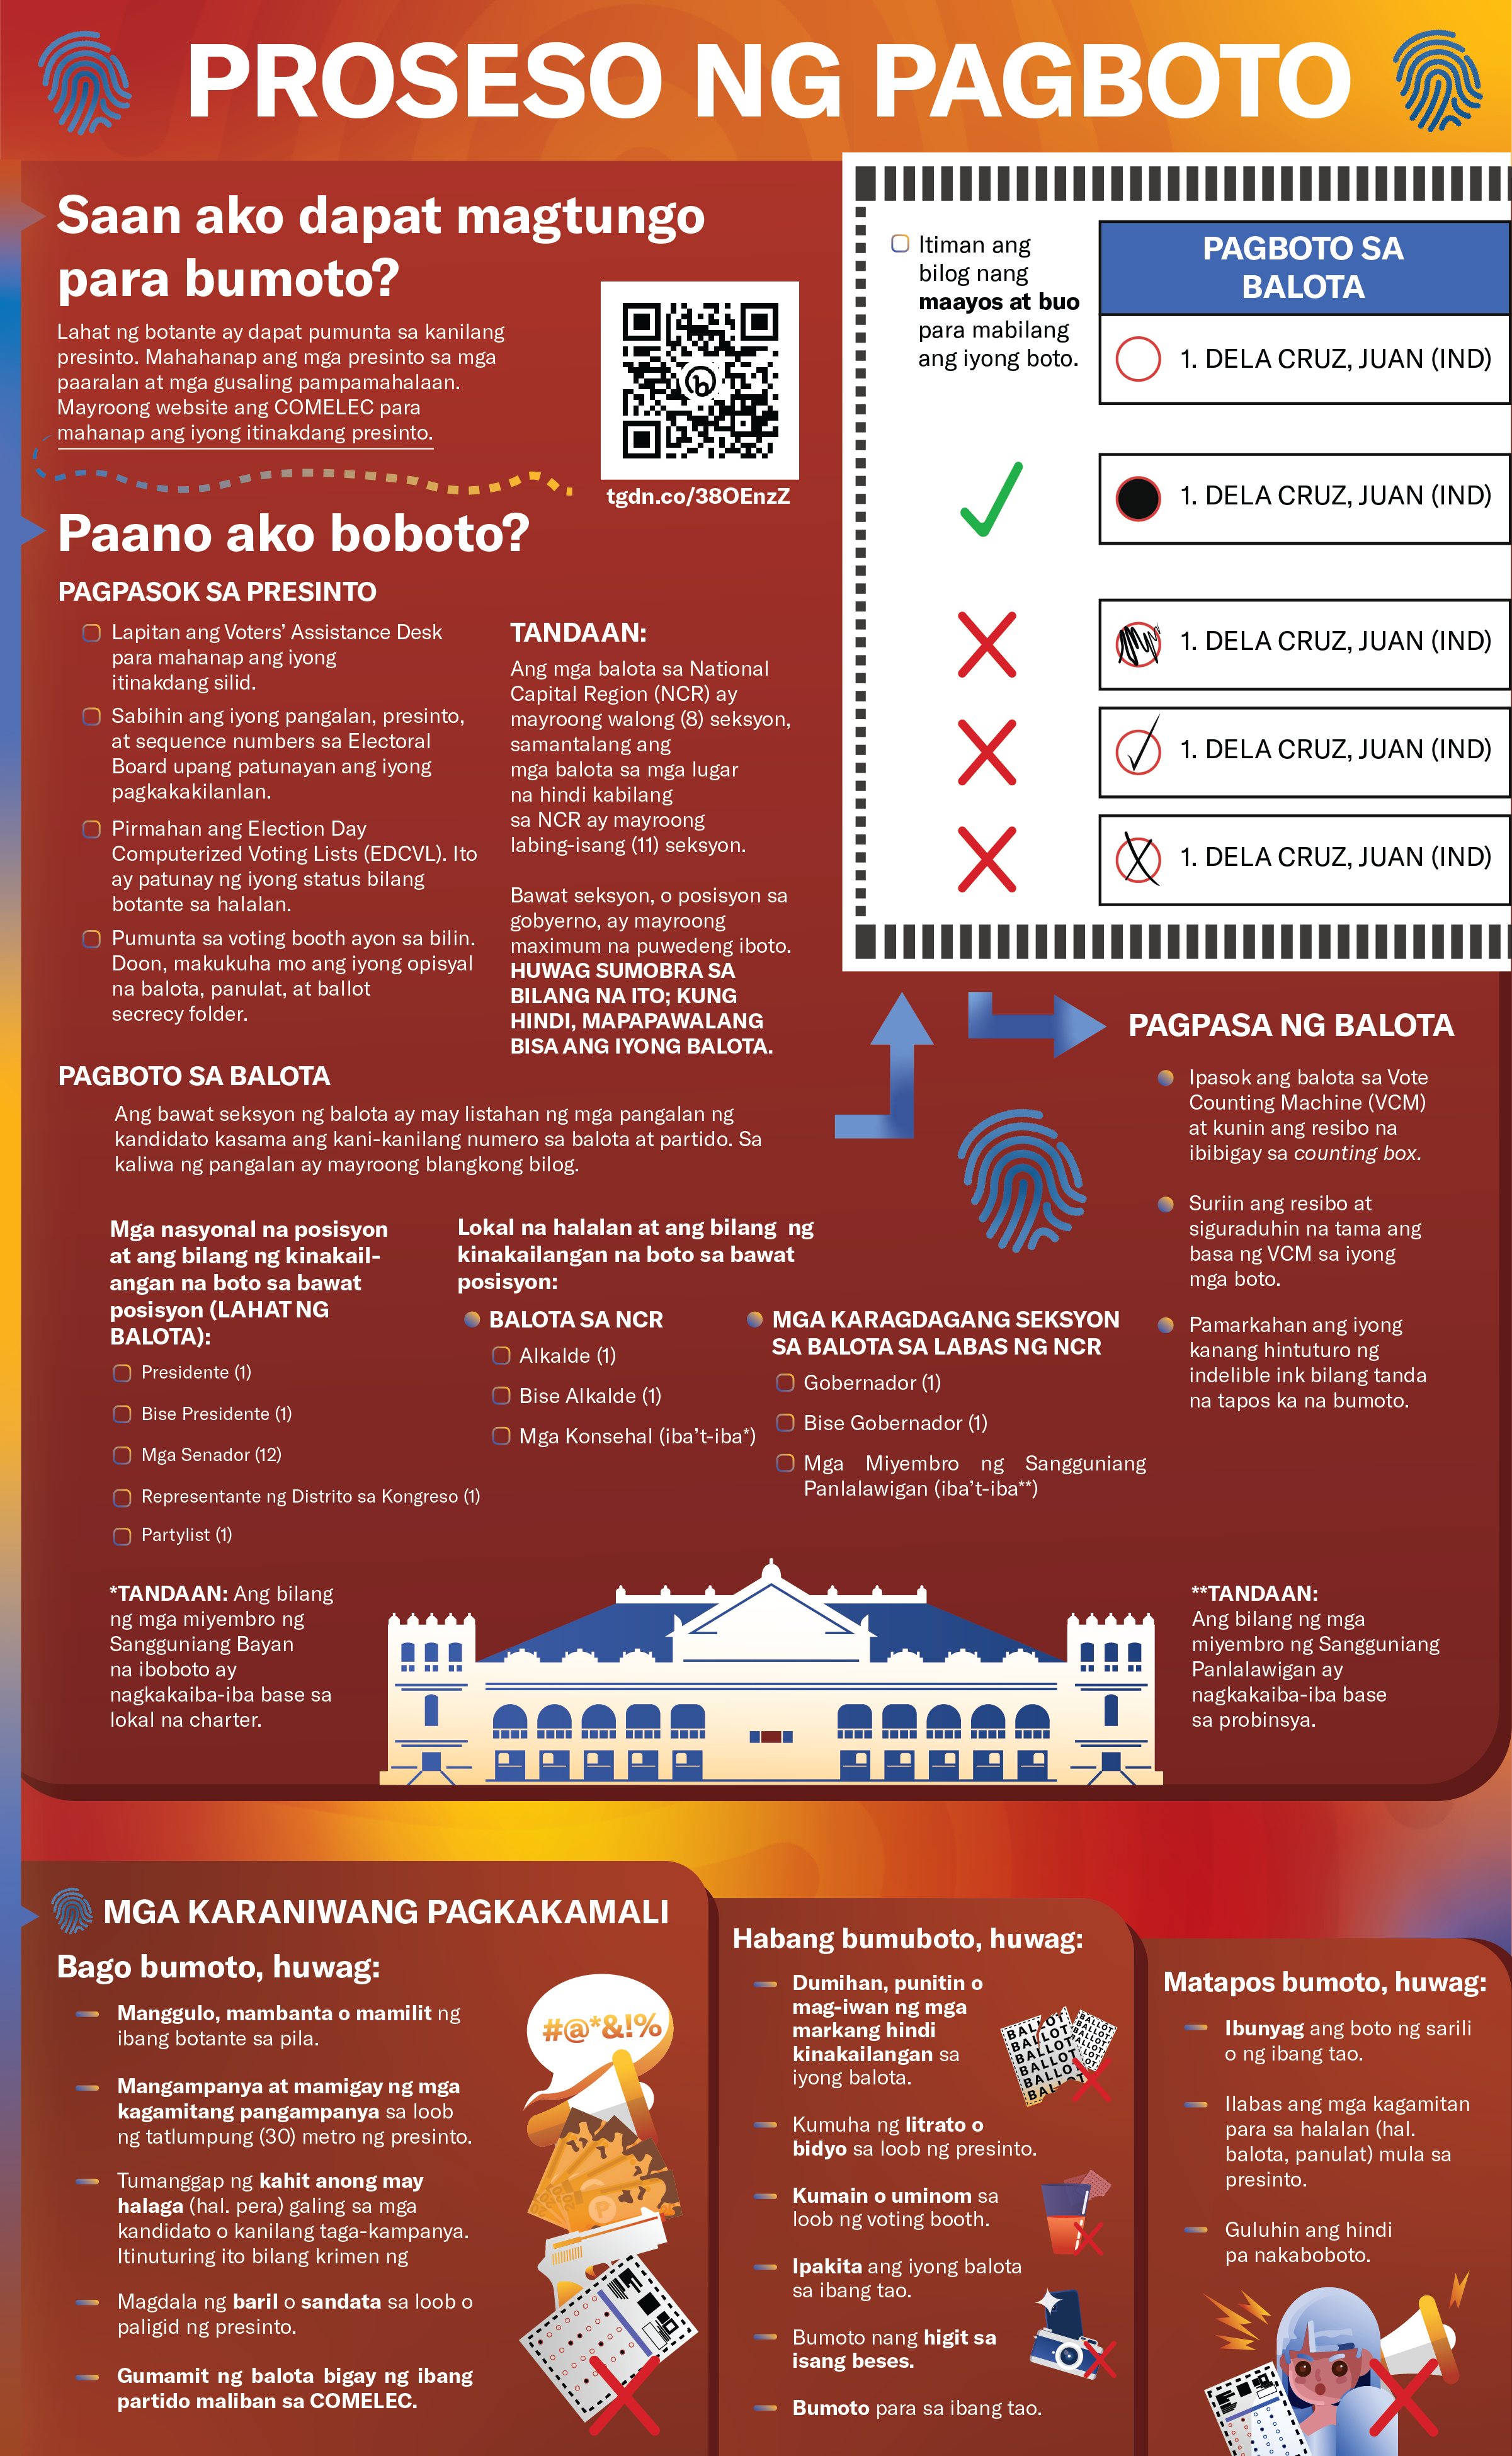 PROSESO NG PAGBOTO
Saan ako dapat magtungo
para bumoto?
Lahat ng botante ay dapat pumunta sa kanilang
presinto. Mahahanap ang mga presinto sa mga
paaralan at mga gusaling pampamahalaan.
Mayroong website ang COMELEC para
mahanap ang iyong itinakdang presinto.
tgdn.co/38OEnzZ
Paano ako boboto?
PAGPASOK SA PRESINTO
Lapitan ang Voters' Assistance Desk
para mahanap ang iyong
itinakdang silid.
Sabihin ang iyong pangalan, presinto,
at sequence numbers sa Electoral
Board upang patunayan ang iyong
pagkakakilanlan.
Pirmahan ang Election Day
Computerized Voting Lists (EDCVL). Ito
ay patunay ng iyong status bilang
botante sa halalan.
Pumunta sa voting booth ayon sa bilin.
Doon, makukuha mo ang iyong opisyal
na balota, panulat, at ballot
secrecy folder.
TANDAAN:
Ang mga balota sa National
Capital Region (NCR) ay
mayroong walong (8) seksyon,
samantalang ang
mga balota sa mga lugar
na hindi kabilang
sa NCR ay mayroong
labing-isang (11) seksyon.
Bawat seksyon, o posisyon sa
gobyerno, ay mayroong
maximum na puwedeng iboto.
HUWAG SUMOBRA SA
BILANG NA ITO; KUNG
HINDI, MAPAPAWALANG
BISA ANG IYONG BALOTA.
PAGBOTO SA BALOTA
Ang bawat seksyon ng balota ay may listahan ng mga pangalan ng
kandidato kasama ang kani-kanilang numero sa balota at partido. Sa
kaliwa ng pangalan ay mayroong blangkong bilog.
Mga nasyonal na posisyon
at ang bilang ng kinakail-
angan na boto sa bawat
posisyon (LAHAT NG
BALOTA):
Presidente (1)
Bise Presidente (1)
Mga Senador (12)
Representante ng Distrito sa Kongreso (1)
Partylist (1)
Lokal na halalan at ang bilang ng
kinakailangan na boto sa bawat
posisyon:
BALOTA SA NCR
Alkalde (1)
Bise Alkalde (1)
Mga Konsehal (iba't-iba*)
MGA KARAGDAGANG SEKSYON
SA BALOTA SA LABAS NG NCR
Gobernador (1)
Bise Gobernador (1)
Mga Miyembro ng Sangguniang
Panlalawigan (iba't-iba**)
*TANDAAN: Ang bilang
ng mga miyembro ng
Sangguniang Bayan
na iboboto ay
nagkakaiba-iba base sa
lokal na charter.
Itiman ang
bilog nang
maayos at buo
para mabilang
ang iyong boto.
PAGBOTO SA
BALOTA
1. DELA CRUZ, JUAN (IND)
1. DELA CRUZ, JUAN (IND)
1. DELA CRUZ, JUAN (IND)
1. DELA CRUZ, JUAN (IND)
1. DELA CRUZ, JUAN (IND)
PAGPASA NG BALOTA
Ipasok ang balota sa Vote
Counting Machine (VCM)
at kunin ang resibo na
ibibigay sa counting box.
Suriin ang resibo at
siguraduhin na tama ang
basa ng VCM sa iyong
mga boto.
Pamarkahan ang iyong
kanang hintuturo ng
indelible ink bilang tanda
na tapos ka na bumoto.
**TANDAAN:
Ang bilang ng mga
miyembro ng Sangguniang
Panlalawigan ay
nagkakaiba-iba base
sa probinsya.
MGA KARANIWANG PAGKAKAMALI
Bago bumoto, huwag:
Manggulo, mambanta o mamilit ng
ibang botante sa pila.
Mangampanya at mamigay ng mga
kagamitang pangampanya sa loob
ng tatlumpung (30) metro ng presinto.
Tumanggap ng kahit anong may
halaga (hal. pera) galing sa mga
kandidato o kanilang taga-kampanya.
Itinuturing ito bilang krimen ng
Magdala ng baril o sandata sa loob o
paligid ng presinto.
Gumamit ng balota bigay ng ibang
partido maliban sa COMELEC.
#@*&!%
Habang bumuboto, huwag:
Dumihan, punitin o
mag-iwan ng mga
markang hindi
kinakailangan sa
iyong balota.
BALLOT
BALLOT
BALLOT
BALLOT
BALLOT
Kumuha ng litrato o
bidyo sa loob ng presinto.
Kumain o uminom sa
loob ng voting booth.
Ipakita ang iyong balota
sa ibang tao.
Bumoto nang higit sa
isang beses.
Bumoto para sa ibang tao.
Matapos bumoto, huwag:
Ibunyag ang boto ng sarili
o ng ibang tao.
Ilabas ang mga kagamitan
para sa halalan (hal.
balota, panulat) mula sa
presinto.
Guluhin ang hindi
pa nakaboboto.